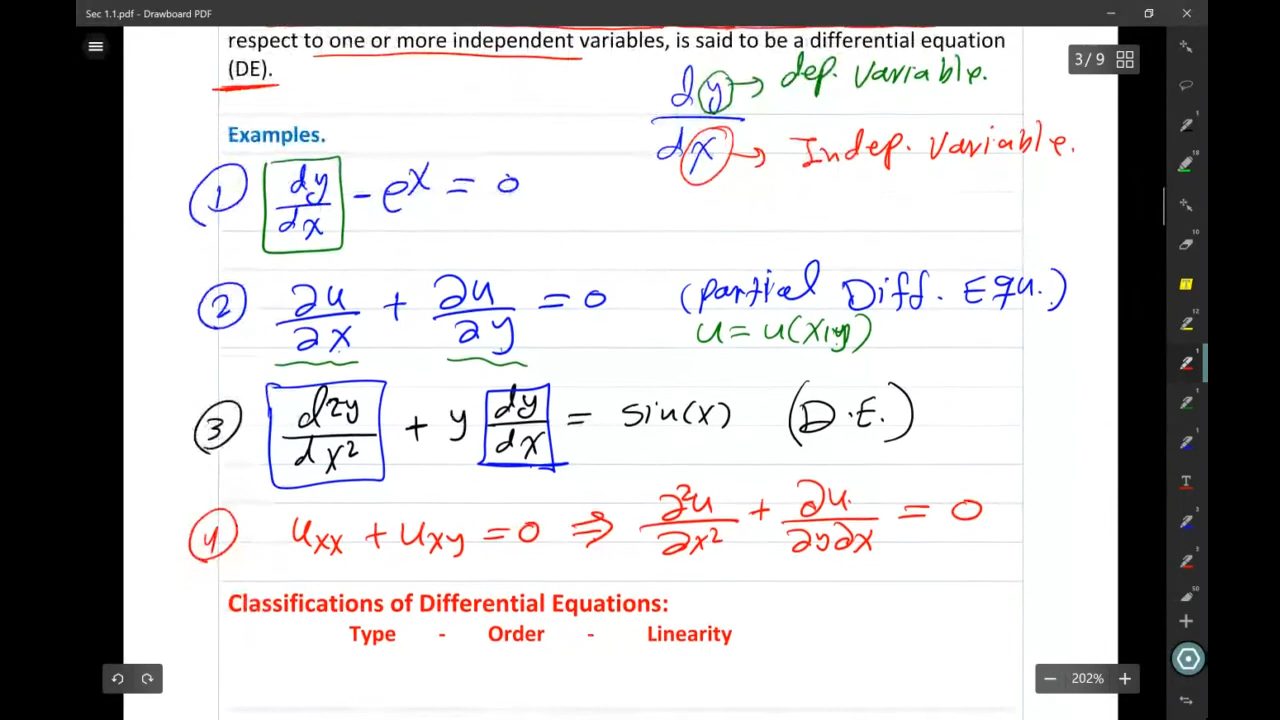 Sec 1.1.pdf - Drawboard PDF
respect to one or more independent variables, is said to be a differential equation
(DE).
3 / 9
dy/dx
y → dep. variable.
x → Indep. variable.
Examples.
① dy/dx - e^x = 0
② ∂u/∂x + ∂u/∂y = 0 (partial Diff. Equ.)
u = u(x,y)
③ d²y/dx² + y dy/dx = sin(x) (D.E.)
④ u_xx + u_xy = 0 ⇒ ∂²u/∂x² + ∂u/∂y∂x = 0
Classifications of Differential Equations:
Type - Order - Linearity
202%